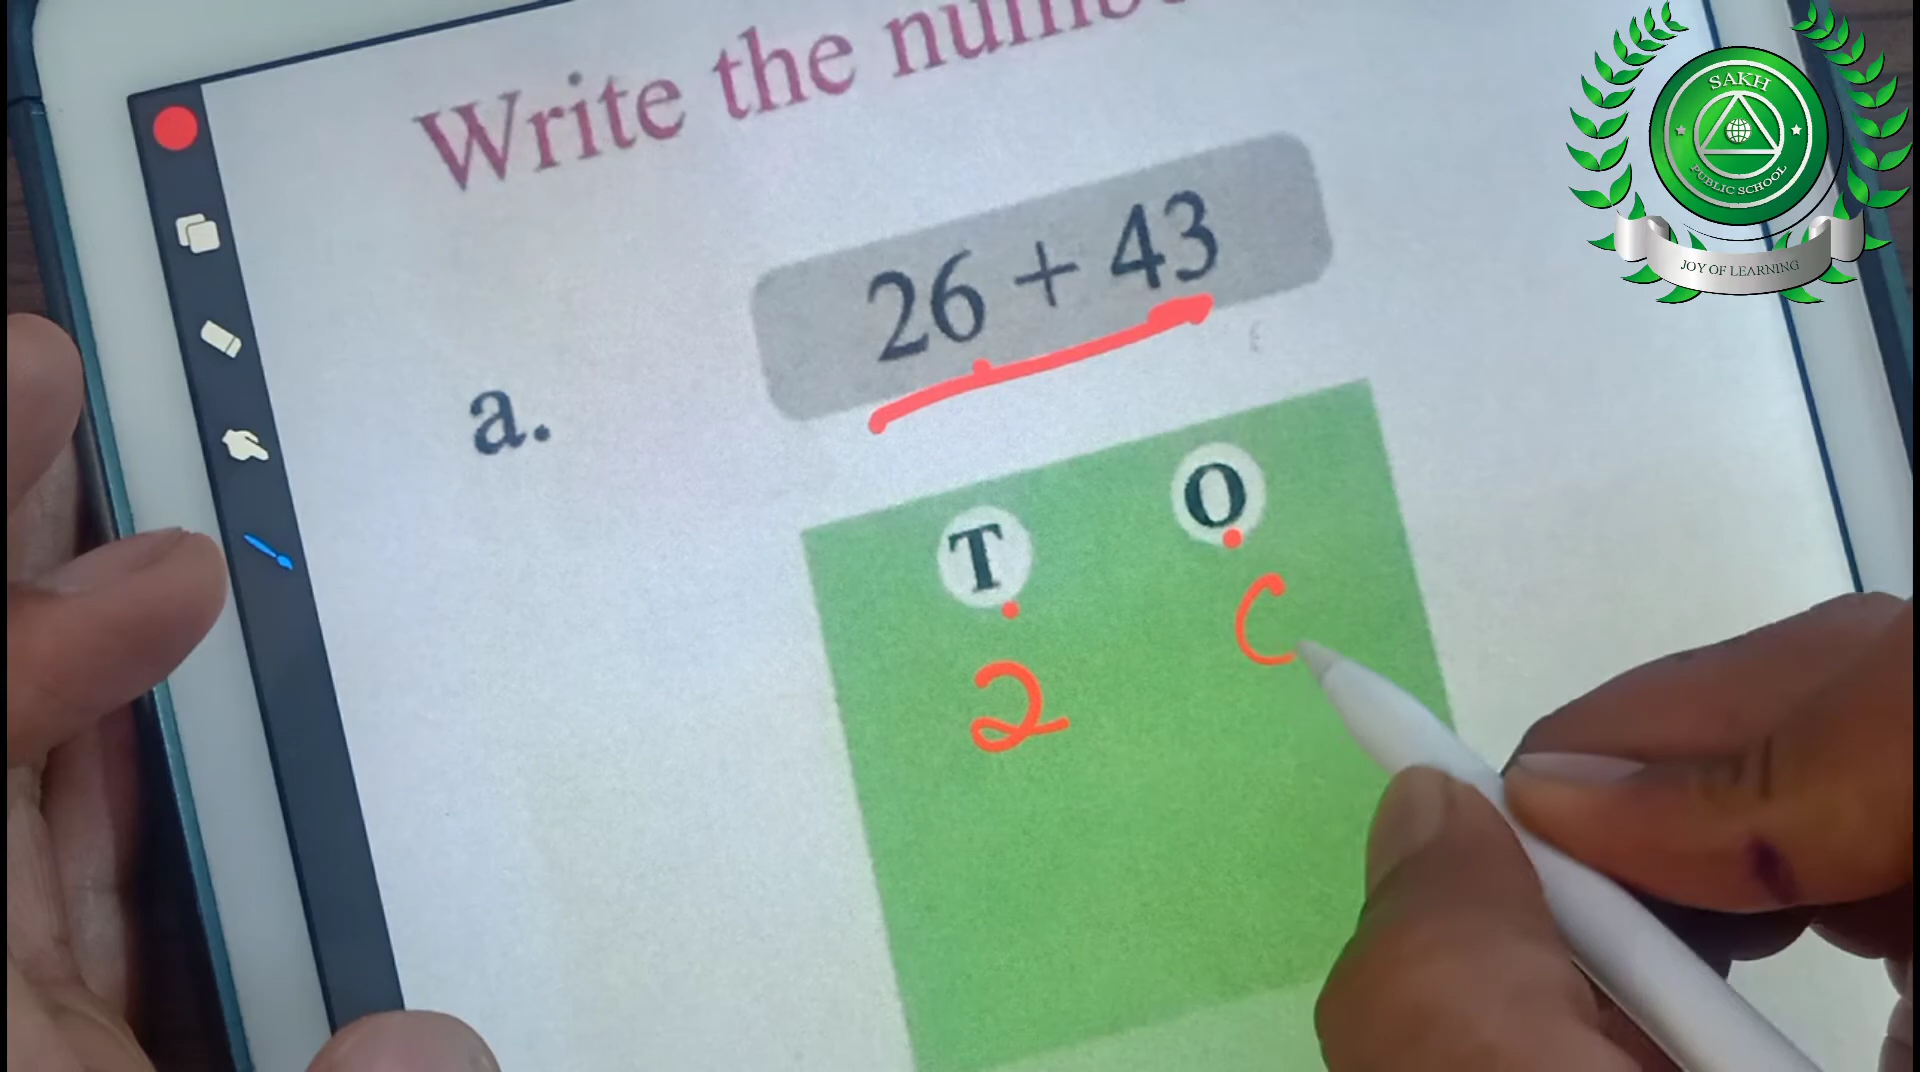 Write the
SAKH
PUBLIC SCHOOL
JOY OF LEARNING
26 + 43
a.
T O
2